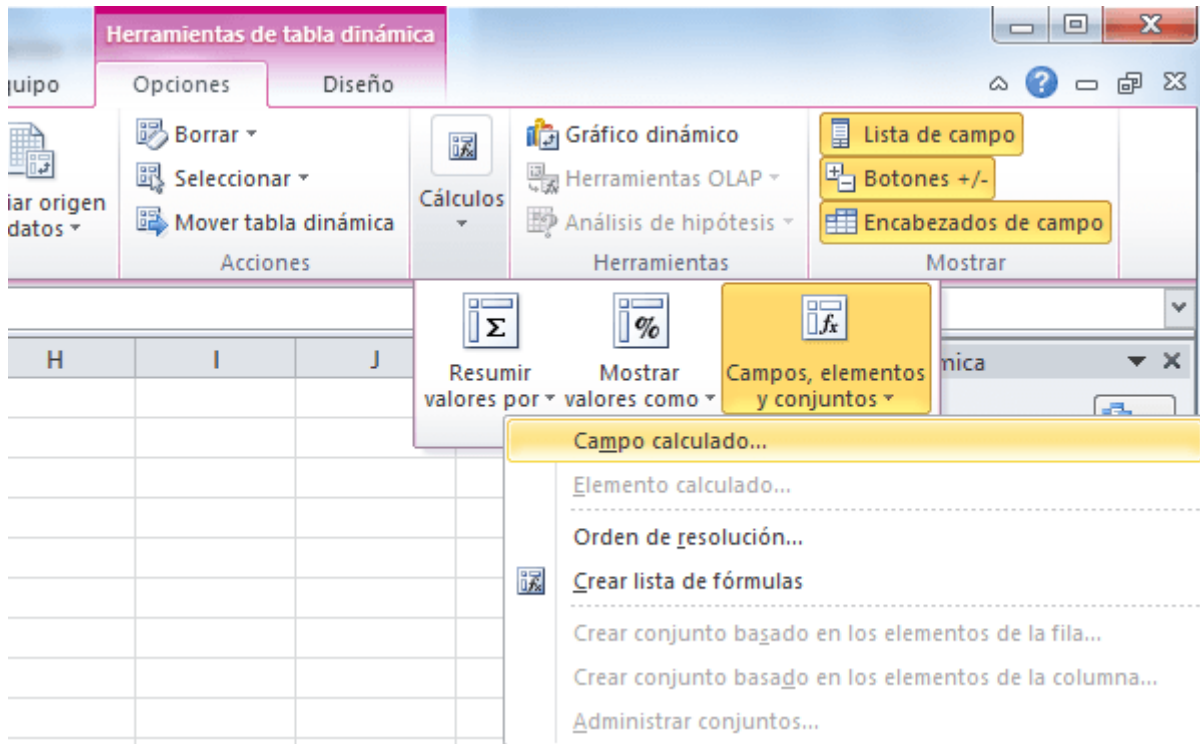 Herramientas de tabla dinámica
Opciones
Diseño
Borrar
Seleccionar
Mover tabla dinámica
Acciones
origen
datos
Cálculos
Gráfico dinámico
Herramientas OLAP
Análisis de hipótesis
Herramientas
Lista de campo
Botones +/-
Encabezados de campo
Mostrar
H I J
Resumir
valores por
Mostrar
valores como
Campos, elementos
y conjuntos
Campo calculado...
Elemento calculado...
Orden de resolución...
Crear lista de fórmulas
Crear conjunto basado en los elementos de la fila...
Crear conjunto basado en los elementos de la columna...
Administrar conjuntos...